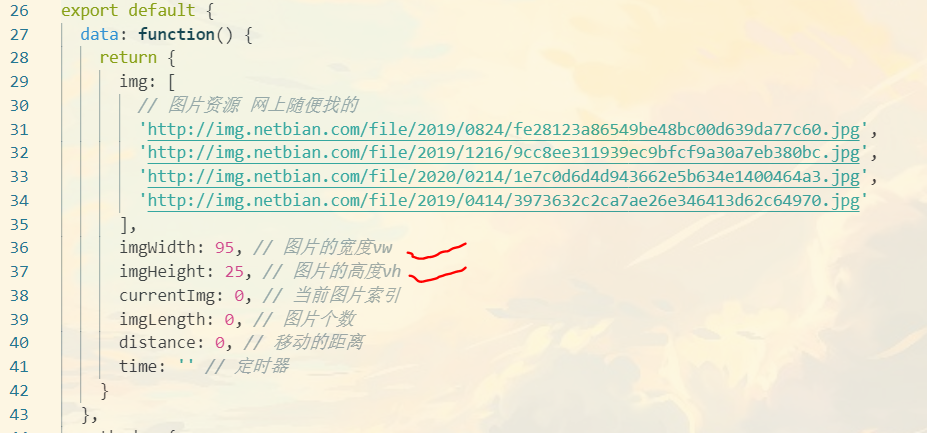 26 export default {
27 data: function() {
28 return {
29 img: [
30 // 图片资源 网上随便找的
31 'http://img.netbian.com/file/2019/0824/fe28123a86549be48bc00d639da77c60.jpg',
32 'http://img.netbian.com/file/2019/1216/9cc8ee311939ec9bfcf9a30a7eb380bc.jpg',
33 'http://img.netbian.com/file/2020/0214/1e7c0d6d4d943662e5b634e1400464a3.jpg',
34 'http://img.netbian.com/file/2019/0414/3973632c2ca7ae26e346413d62c64970.jpg'
35 ],
36 imgWidth: 95, // 图片的宽度vw
37 imgHeight: 25, // 图片的高度vh
38 currentImg: 0, // 当前图片索引
39 imgLength: 0, // 图片个数
40 distance: 0, // 移动的距离
41 time: '' // 定时器
42 }
43 },